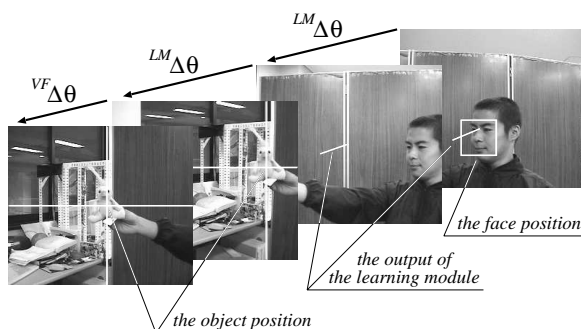 LMΔθ
LMΔθ
VFΔθ
the face position
the output of
the learning module
the object position